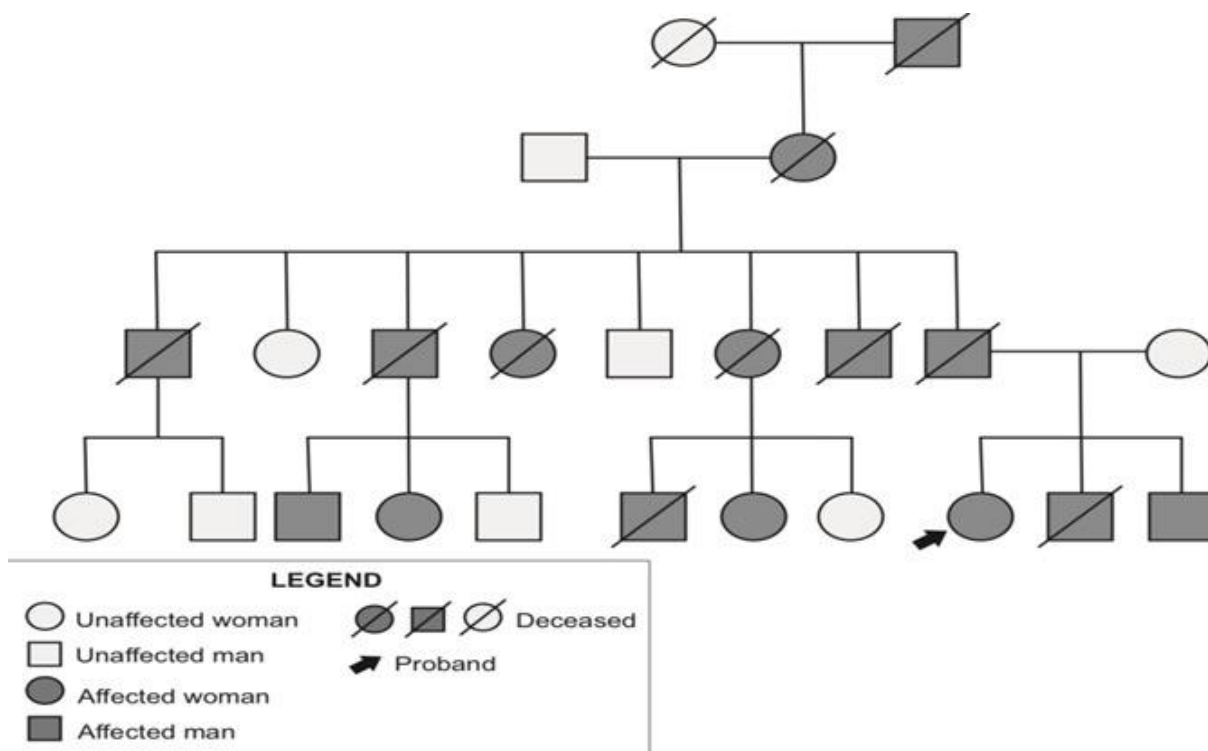 LEGEND
Unaffected woman
Deceased
Unaffected man
Proband
Affected woman
Affected man